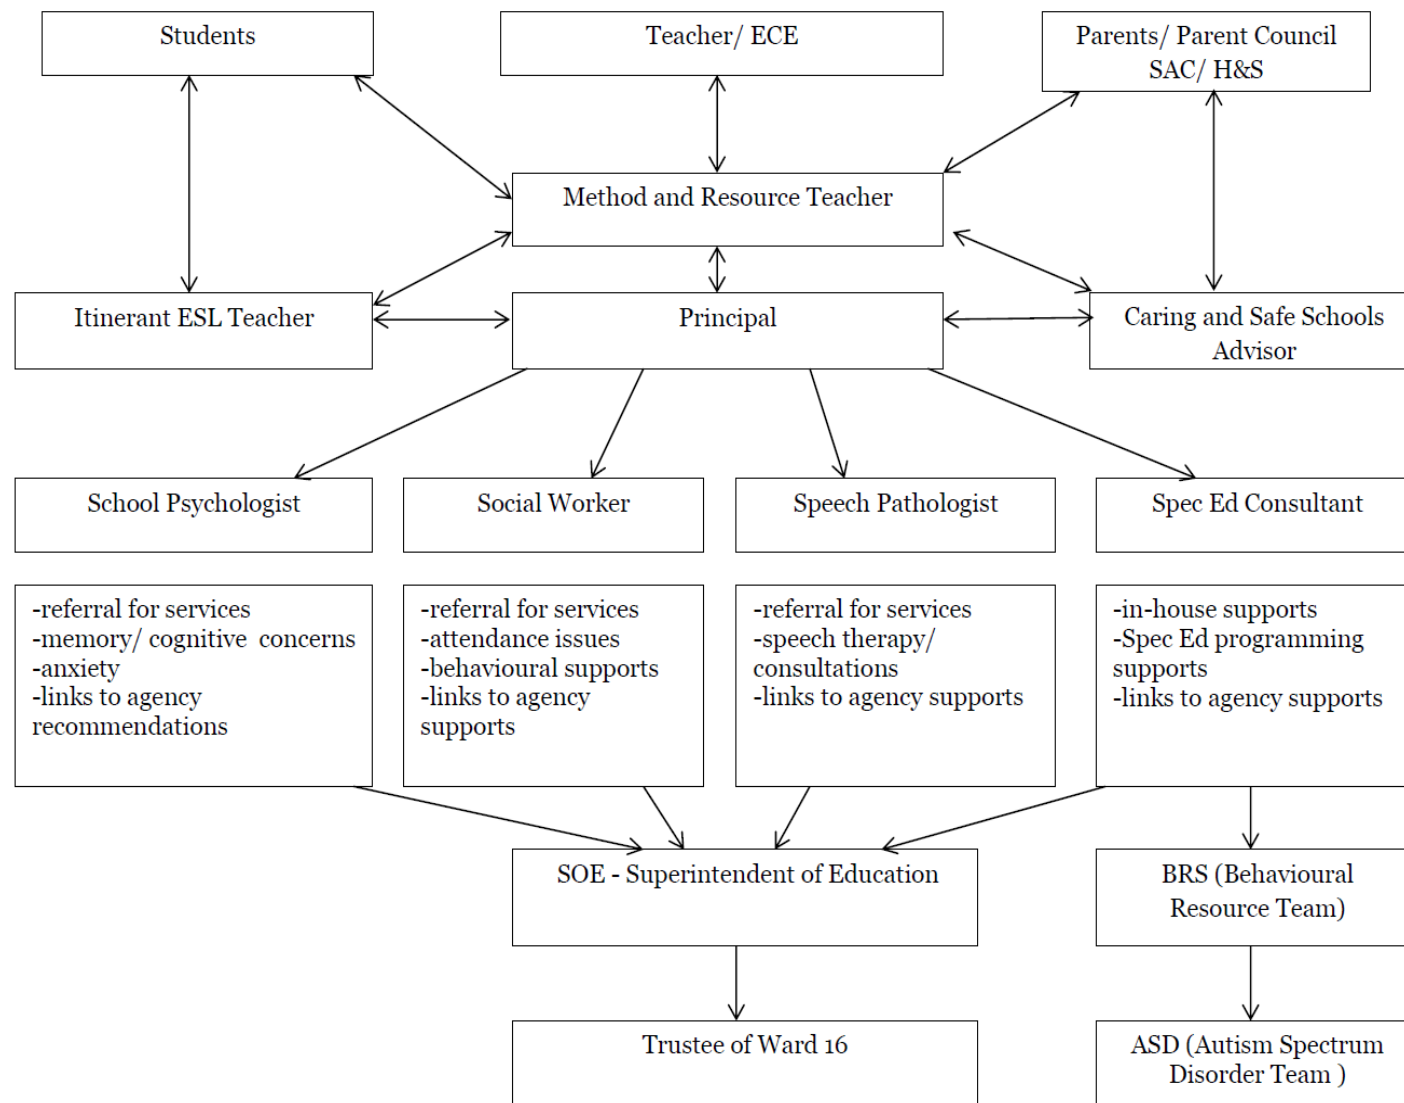 Students
Teacher/ ECE
Parents/ Parent Council
SAC/ H&S
Method and Resource Teacher
Itinerant ESL Teacher
Principal
Caring and Safe Schools
Advisor
School Psychologist
Social Worker
Speech Pathologist
Spec Ed Consultant
-referral for services
-memory/ cognitive concerns
-anxiety
-links to agency
recommendations
-referral for services
-attendance issues
-behavioural supports
-links to agency
supports
-referral for services
-speech therapy/
consultations
-links to agency supports
-in-house supports
-Spec Ed programming
supports
-links to agency supports
SOE - Superintendent of Education
BRS (Behavioural
Resource Team)
Trustee of Ward 16
ASD (Autism Spectrum
Disorder Team )